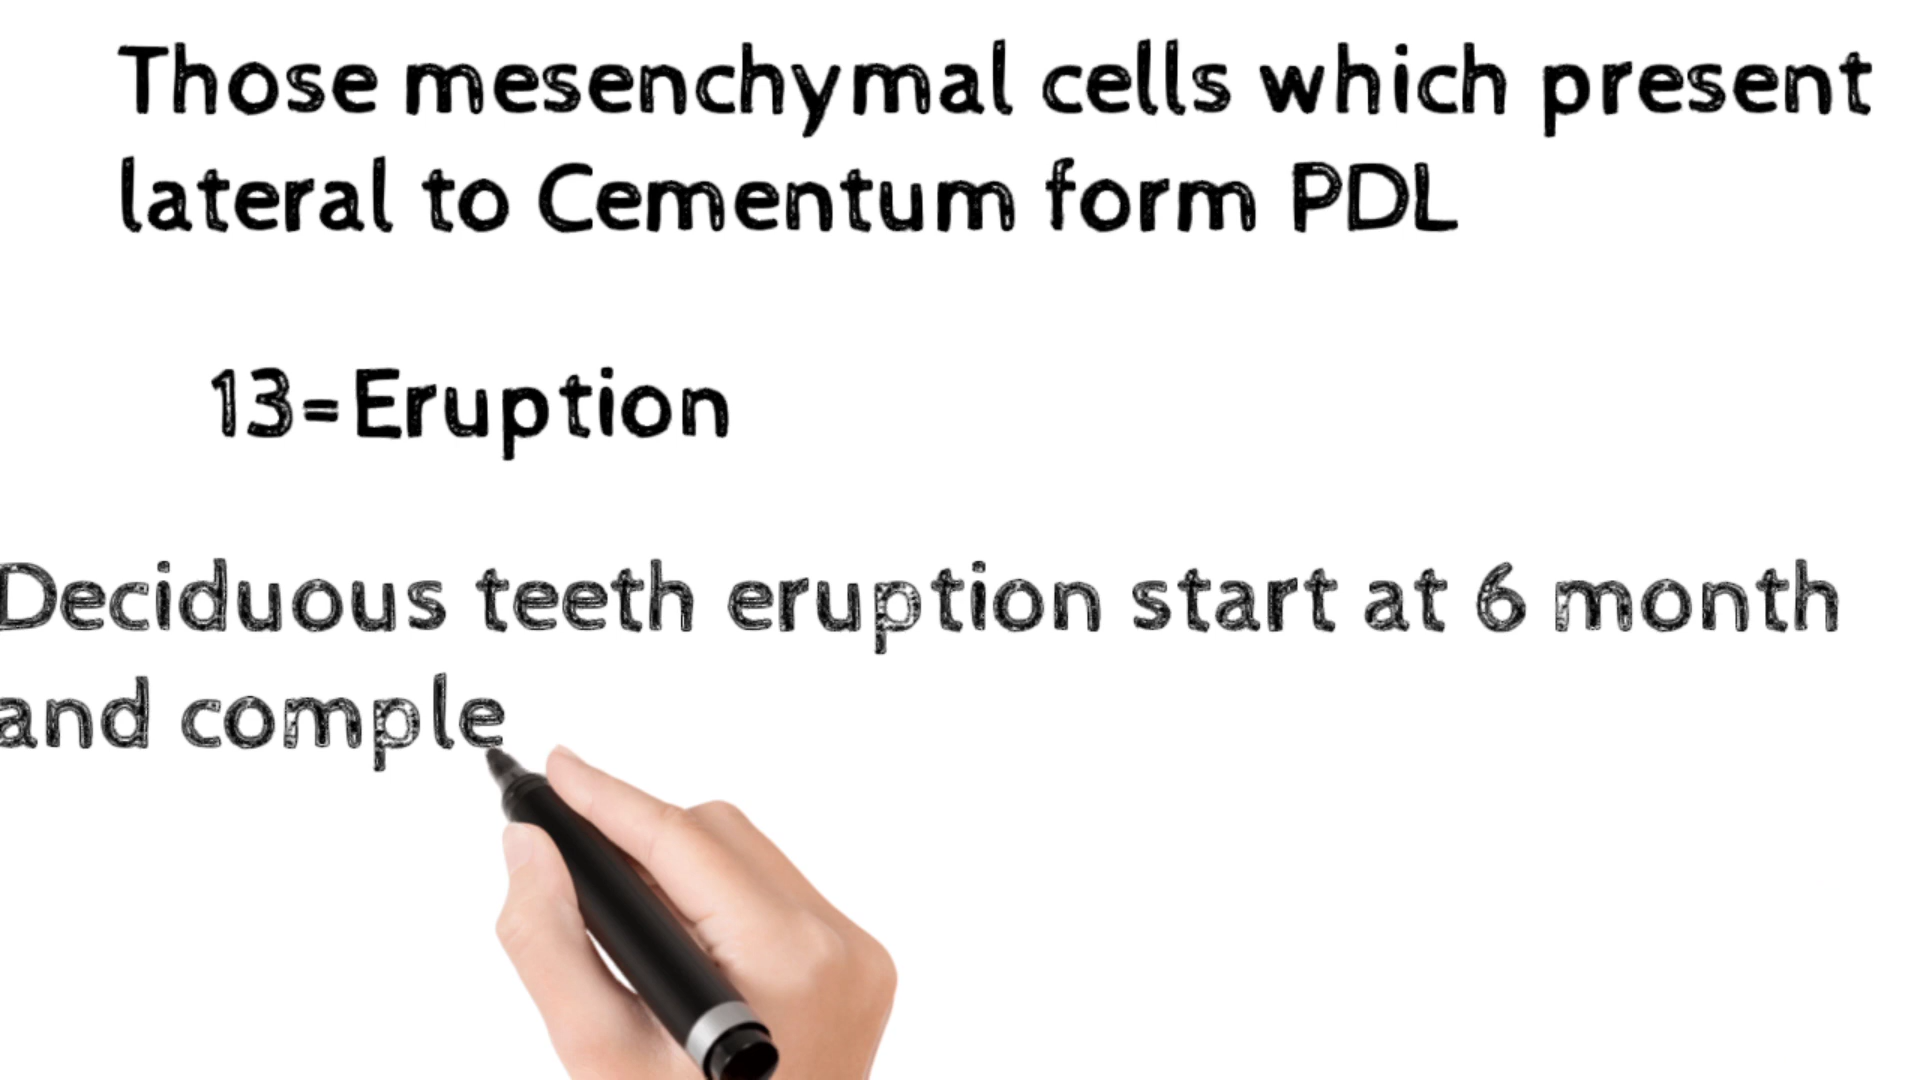 Those mesenchymal cells which present
lateral to Cementum form PDL
13=Eruption
Deciduous teeth eruption start at 6 month
and comple